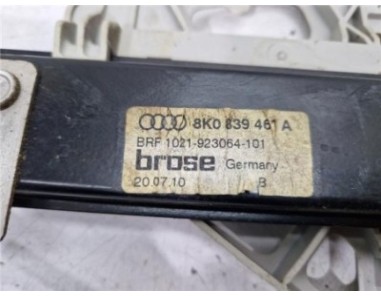 8K0 839 461 A
BRF 1021-923064-101
brose Germany
20.07.10 B